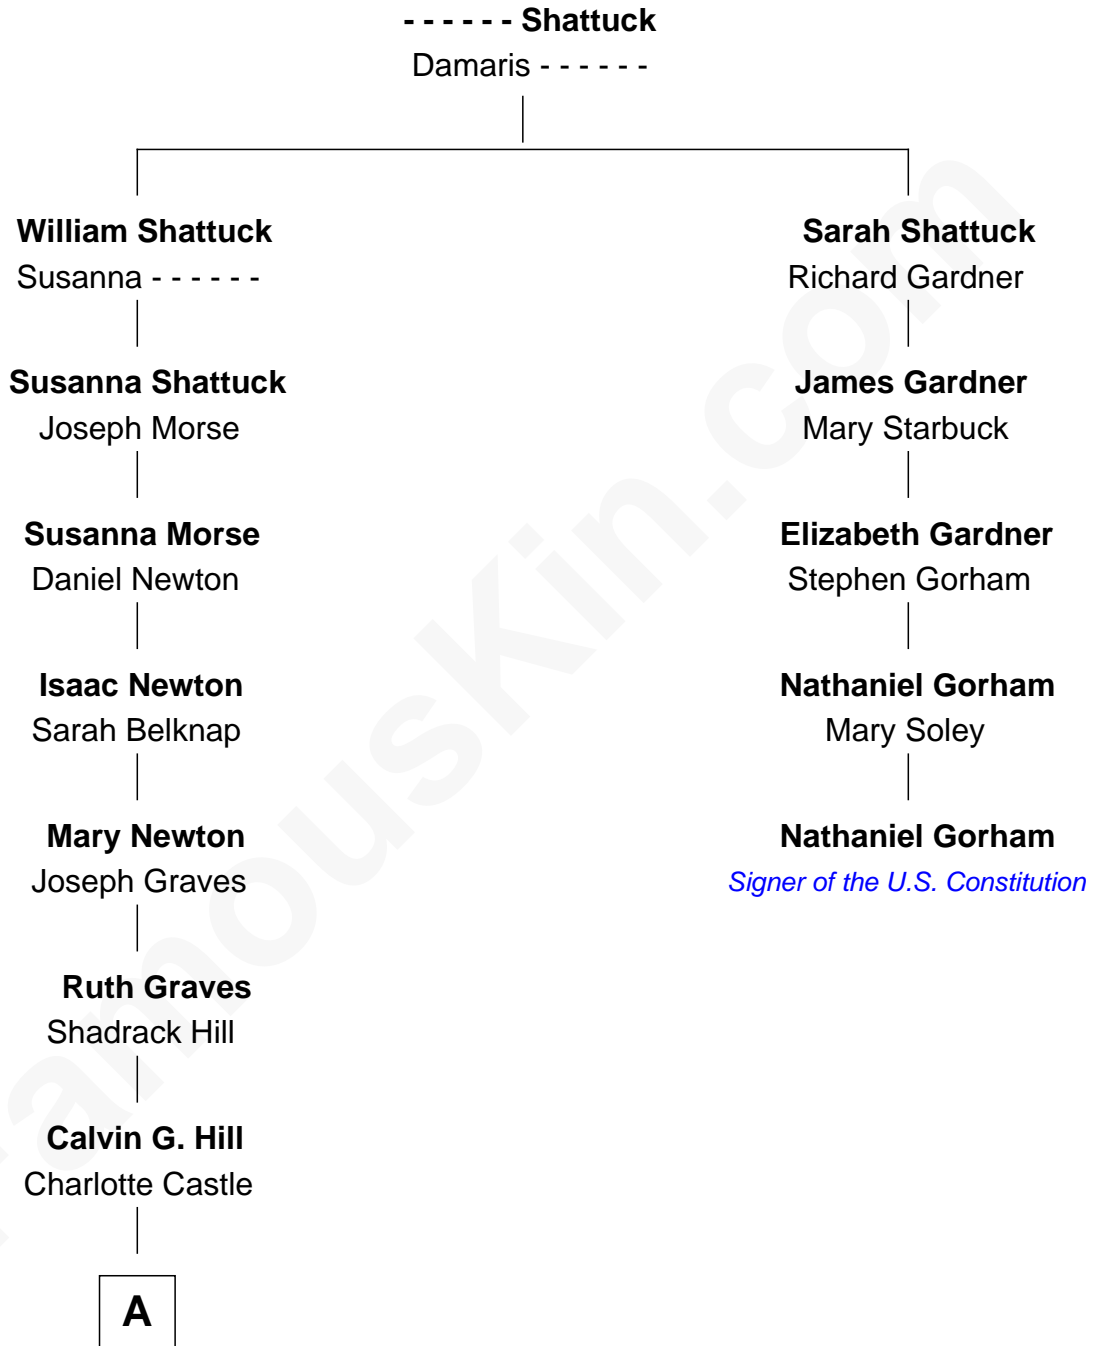 - - - - - - Shattuck
Damaris - - - - - -
William Shattuck
Susanna - - - - - -
Sarah Shattuck
Richard Gardner
Susanna Shattuck
Joseph Morse
James Gardner
Mary Starbuck
Susanna Morse
Daniel Newton
Elizabeth Gardner
Stephen Gorham
Isaac Newton
Sarah Belknap
Nathaniel Gorham
Mary Soley
Mary Newton
Joseph Graves
Nathaniel Gorham
Signer of the U.S. Constitution
Ruth Graves
Shadrack Hill
Calvin G. Hill
Charlotte Castle
A
FamousKin.com